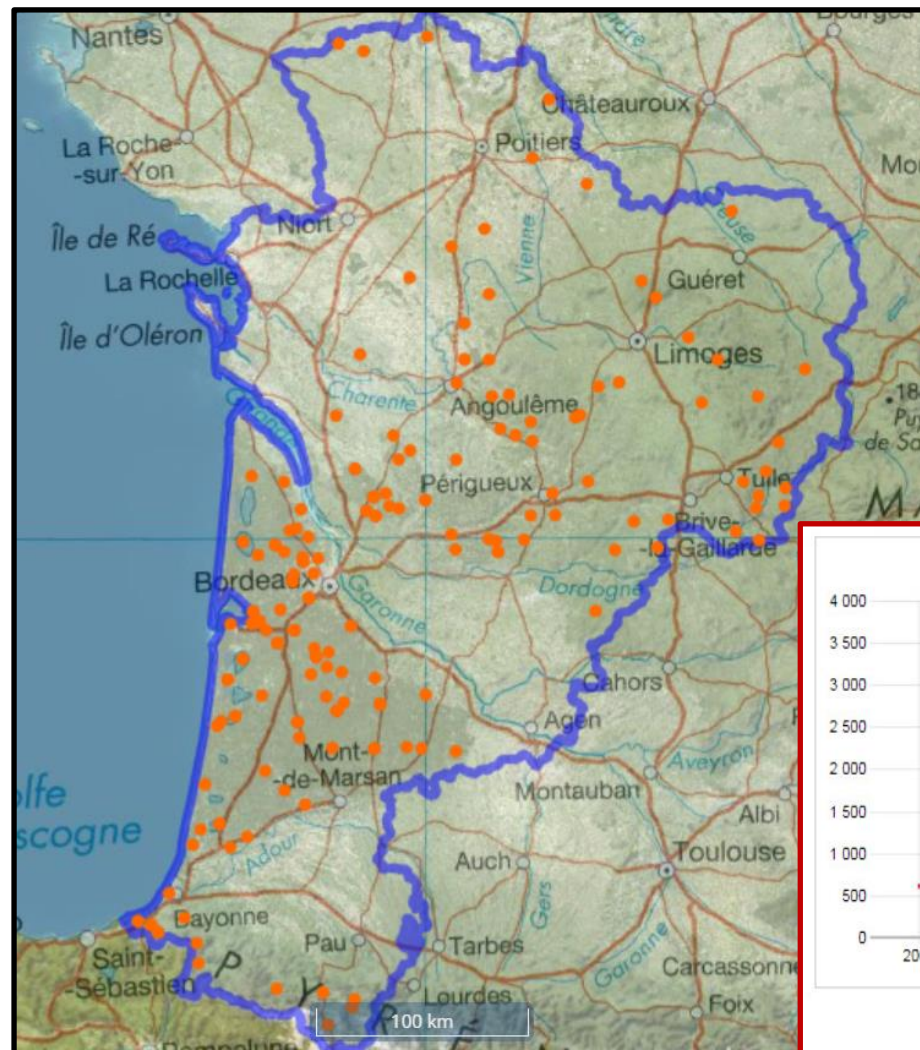 Nantes
Bourges
Châteauroux
La Roche-
-sur-Yon
Poitiers
Creuse
Niort
Île de Ré
Vienne
La Rochelle
Guéret
Île d'Oléron
Limoges
Charente
Angoulême
de Sa
Périgueux
Tulle
Brive-
-la-Gaillarde
Bordeaux
Dordogne
Garonne
Cahors
Agen
Aveyron
Mont-
-de-Marsan
Montauban
Albi
olfe
scogne
Adour
Auch
Gers
Toulouse
Bayonne
Pau
Tarbes
Garonne
Carcassonne
Saint-
-Sébastien
P
Y
R
Lourdes
Foix
100 km
4 000
3 500
3 000
2 500
2 000
1 500
1 000
500
0
20